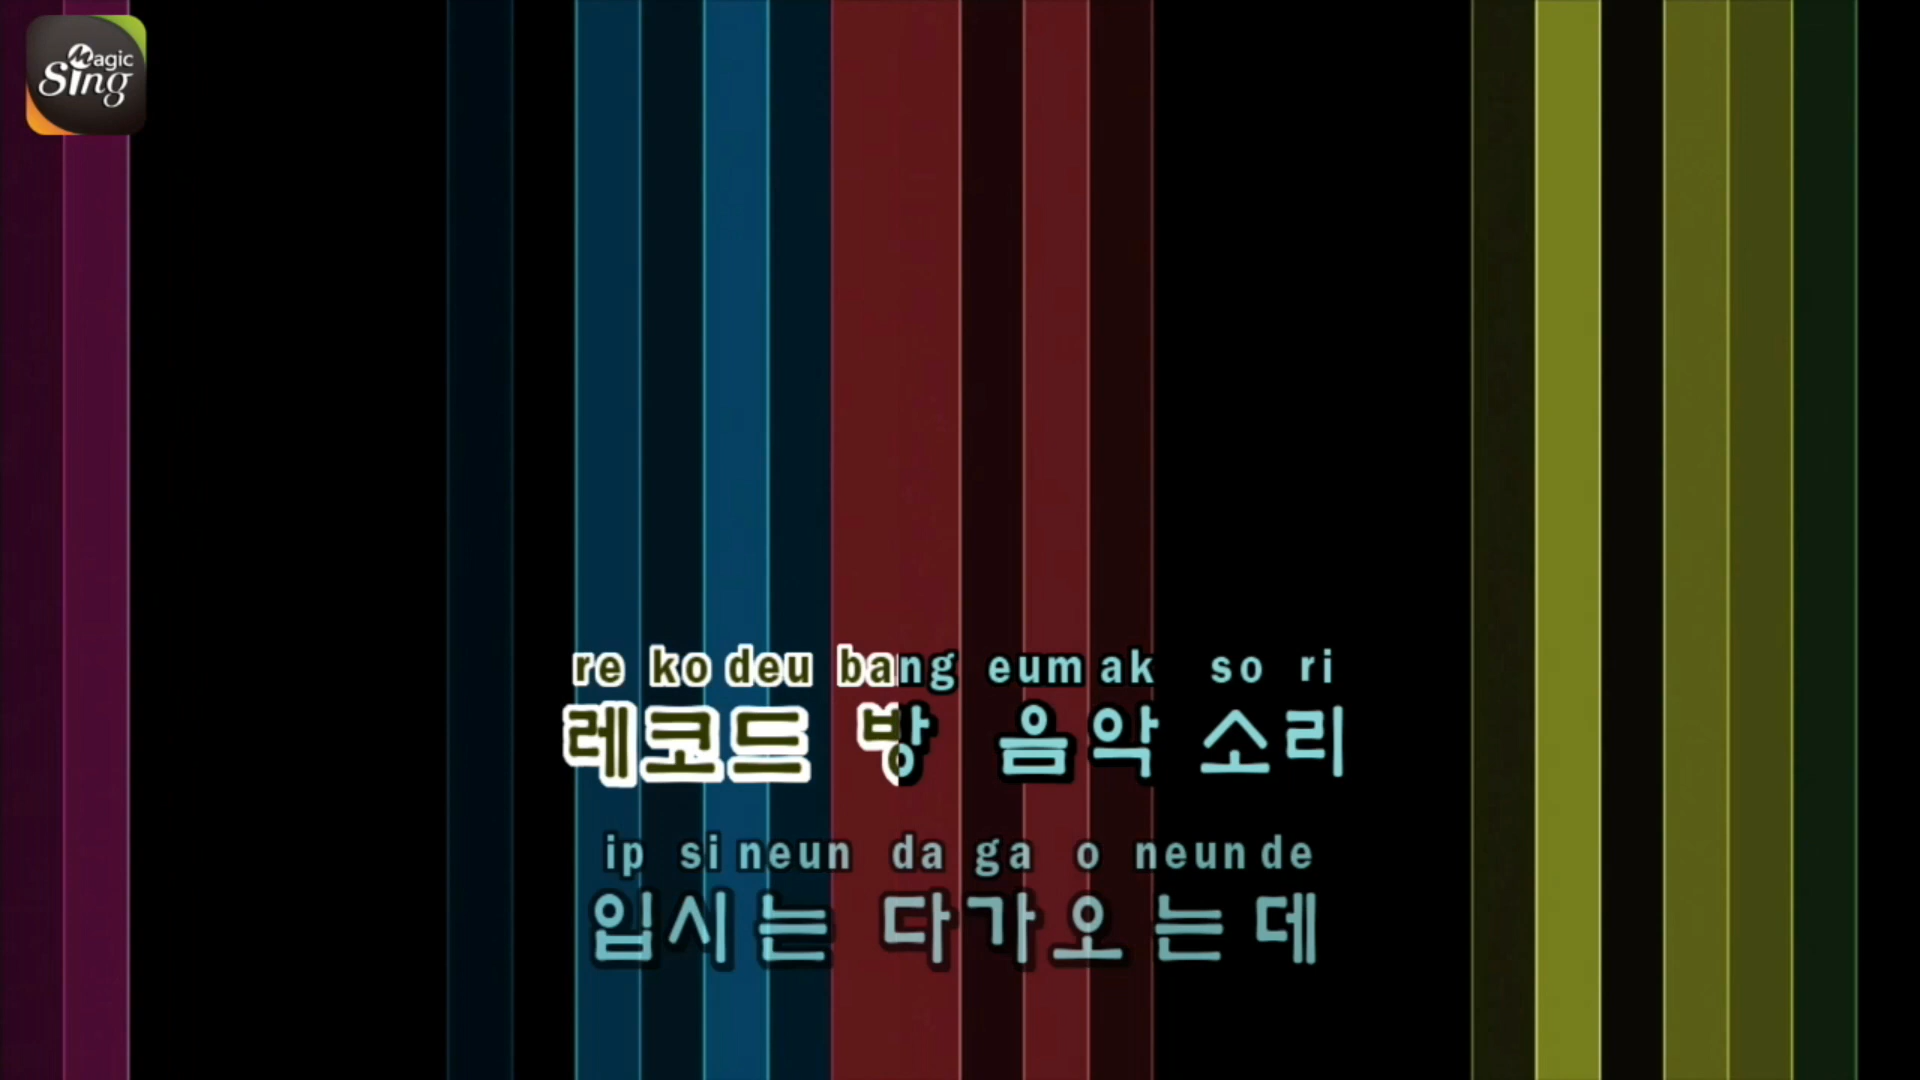 Magic
Sing
re ko deu bang eum ak so ri
레코드 방 음악 소리
ip si neun da ga o neun de
입시는 다가오는데